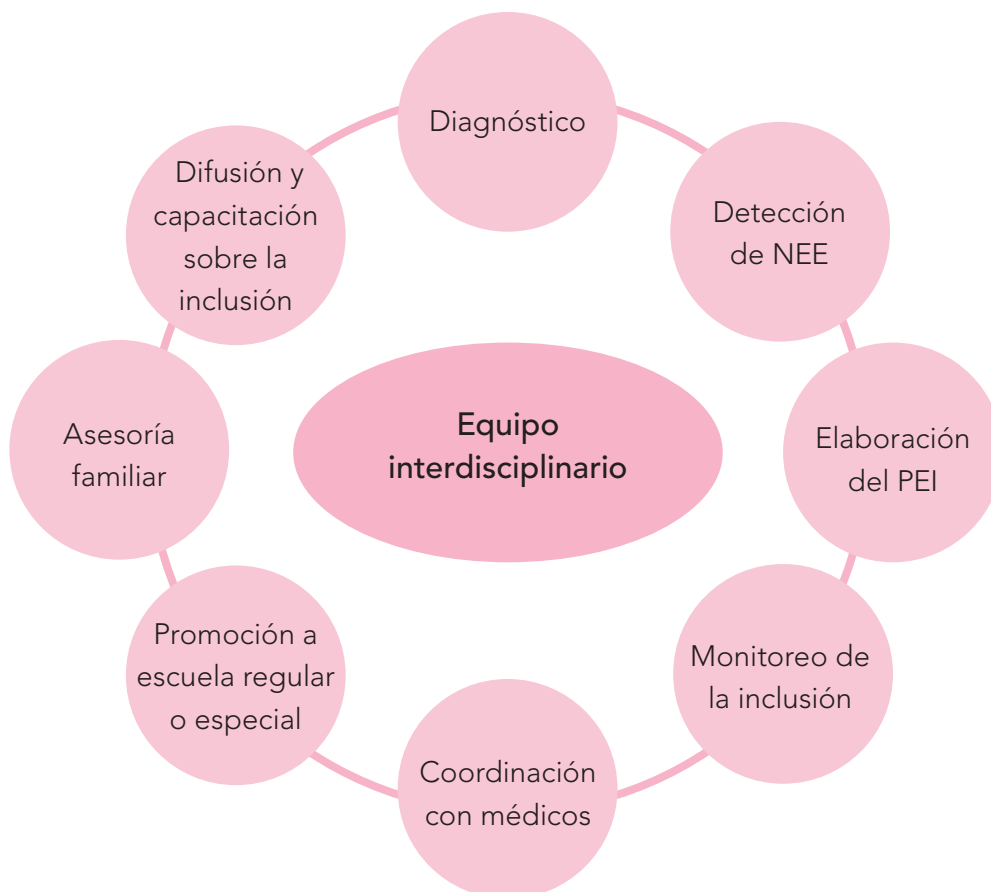 Diagnóstico
Detección
de NEE
Elaboración
del PEI
Monitoreo de
la inclusión
Coordinación
con médicos
Promoción a
escuela regular
o especial
Asesoría
familiar
Difusión y
capacitación
sobre la
inclusión
Equipo
interdisciplinario